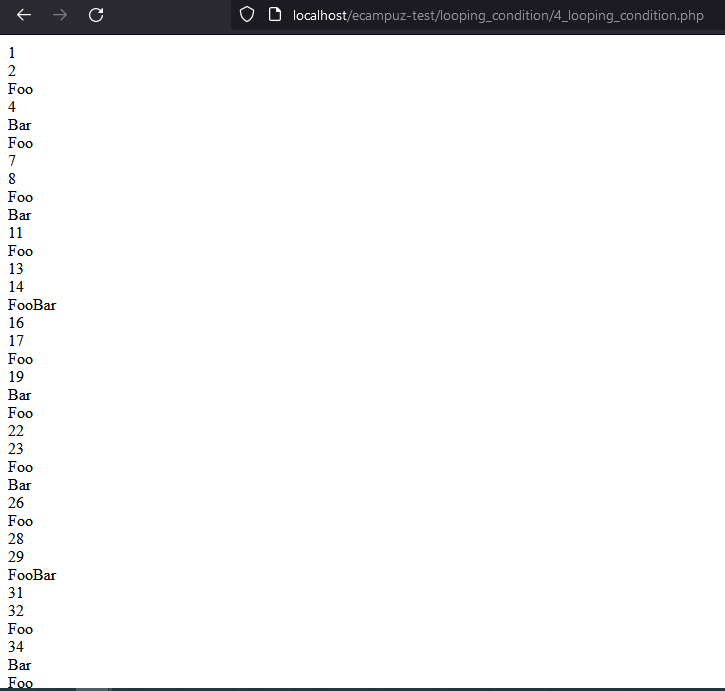 localhost/ecampuz-test/looping_condition/4_looping_condition.php
1
2
Foo
4
Bar
Foo
7
8
Foo
Bar
11
Foo
13
14
FooBar
16
17
Foo
19
Bar
Foo
22
23
Foo
Bar
26
Foo
28
29
FooBar
31
32
Foo
34
Bar
Foo